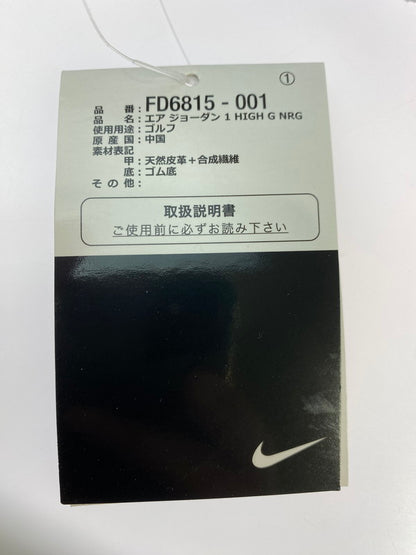 ①
品番：FD6815 - 001
品名：エア ジョーダン 1 HIGH G NRG
使用用途：ゴルフ
原産国：中国
素材表記
甲：天然皮革＋合成繊維
底：ゴム底
その他：
取扱説明書
ご使用前に必ずお読み下さい